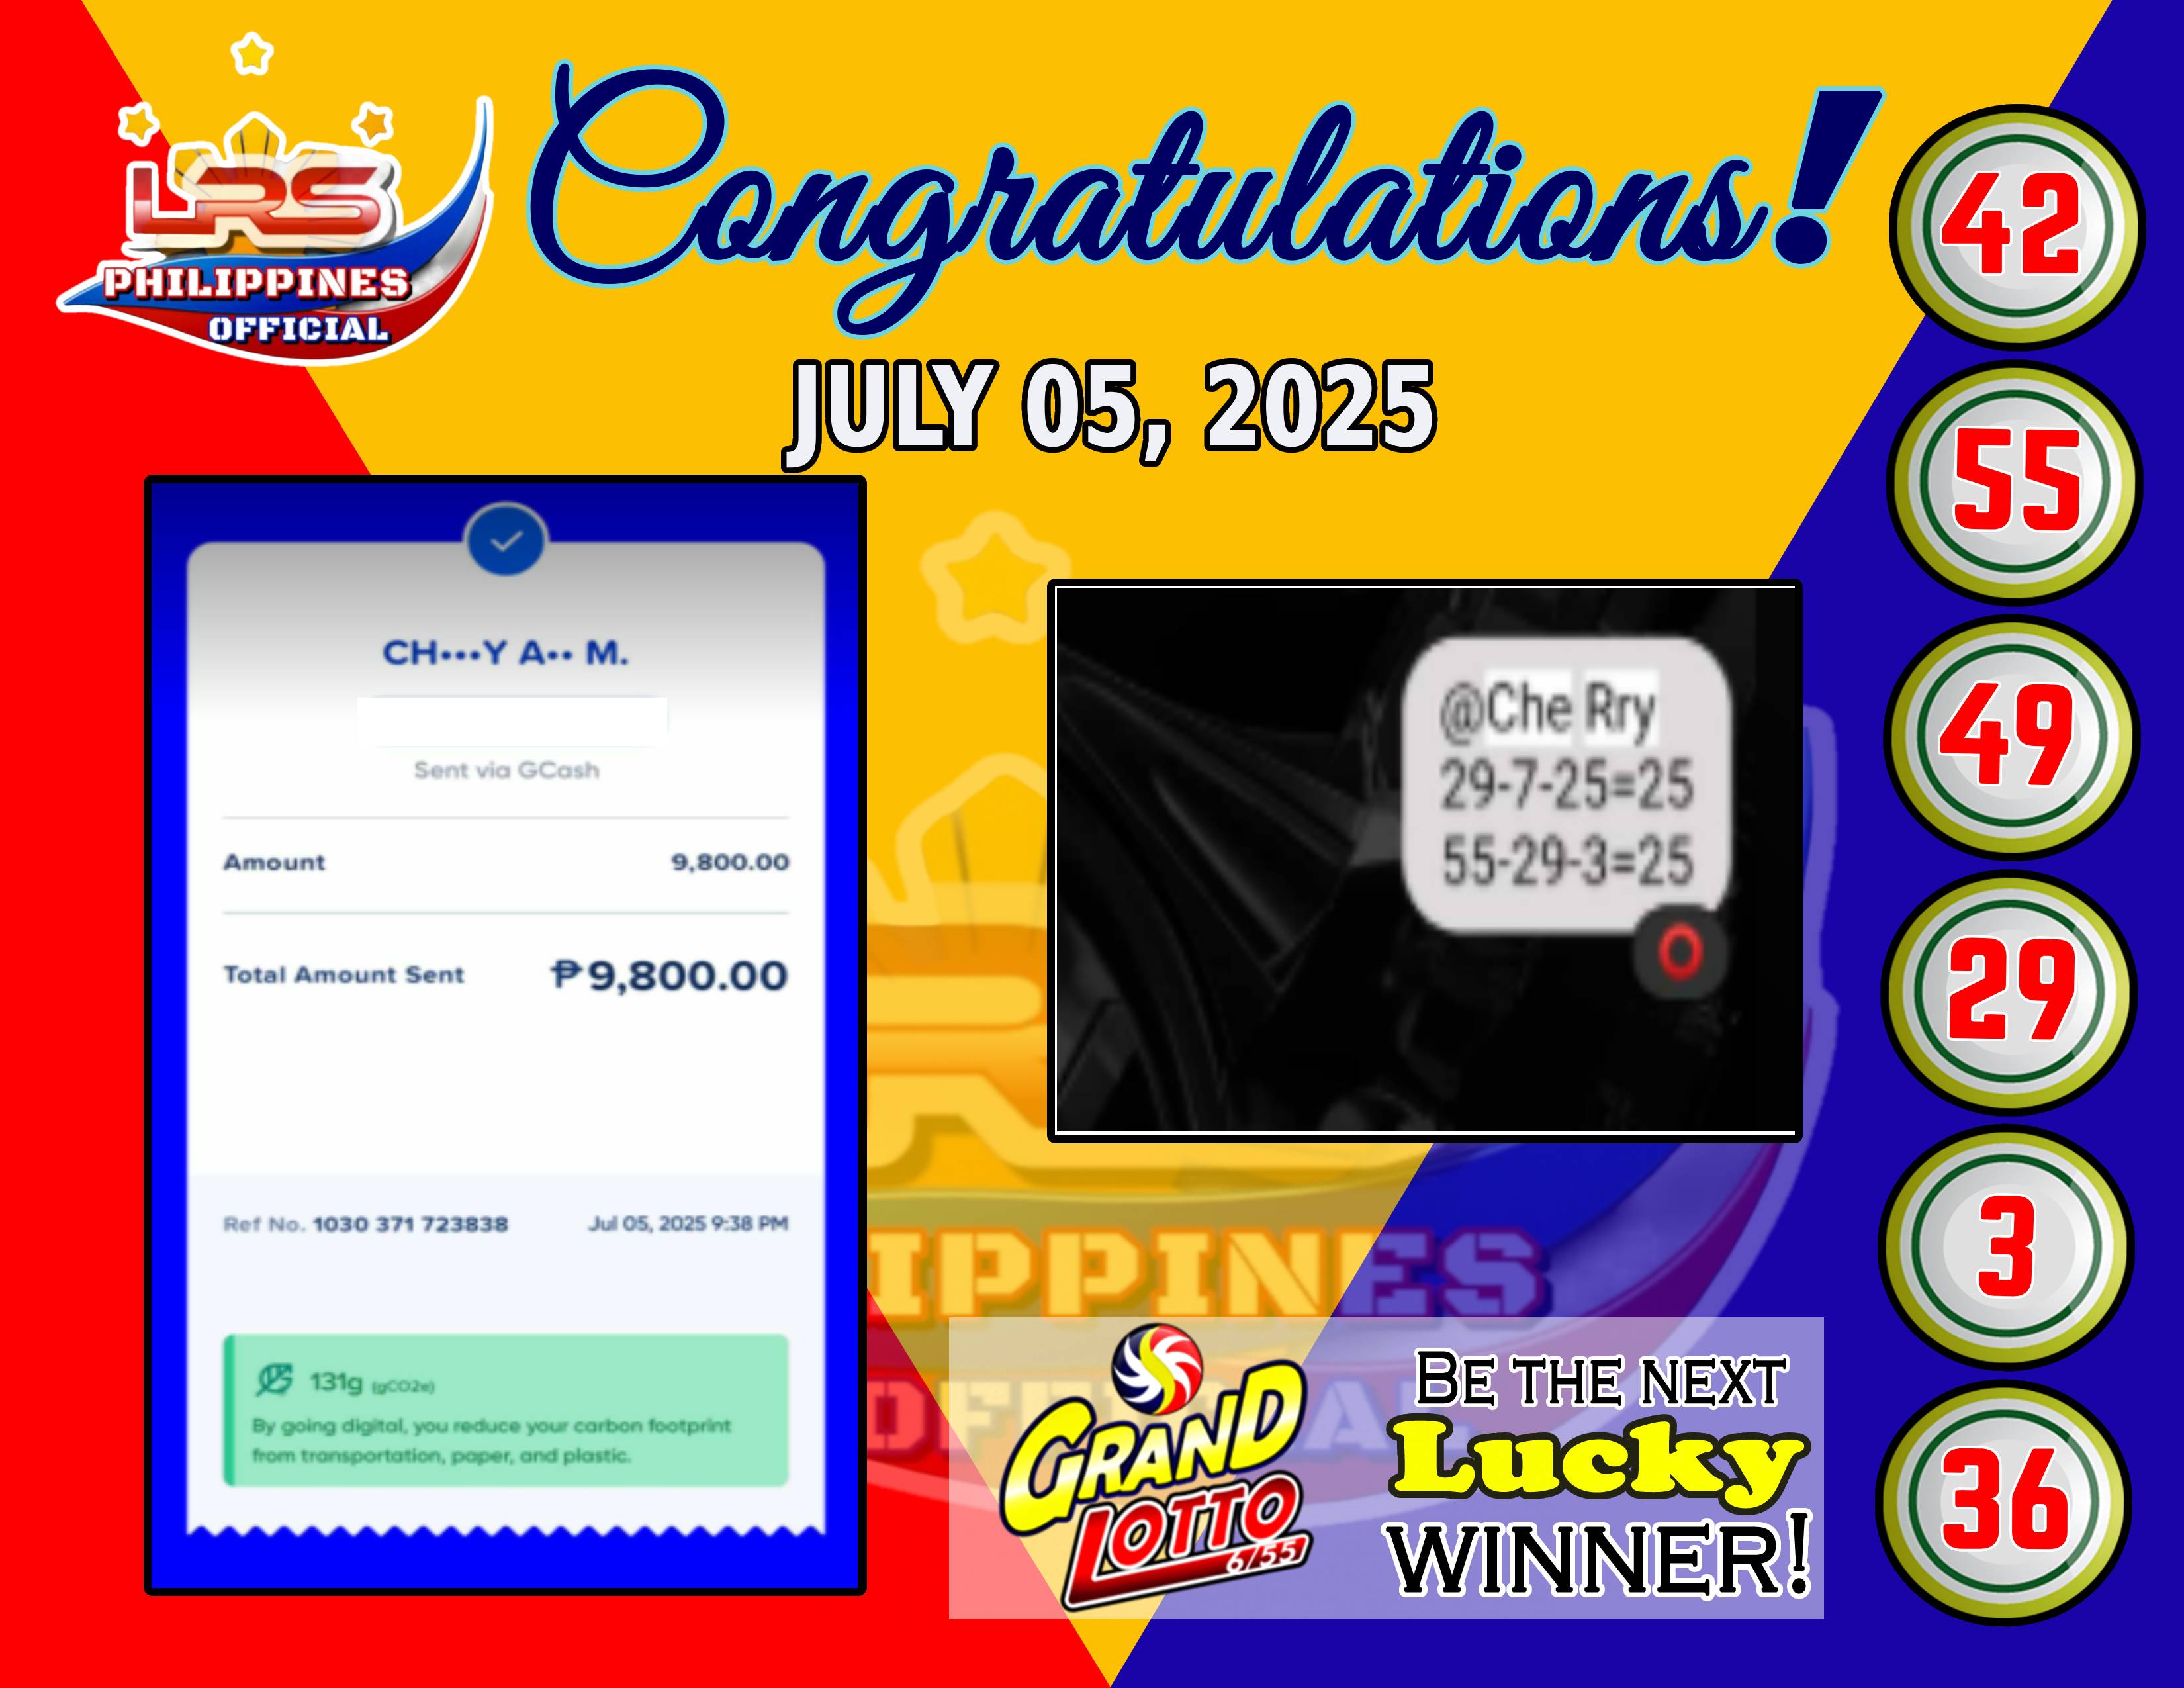 LRS
PHILIPPINES
OFFICIAL
Congratulations!
JULY 05, 2025
CH•••Y A•• M.
Sent via GCash
Amount 9,800.00
Total Amount Sent ₱9,800.00
Ref No. 1030 371 723838 Jul 05, 2025 9:38 PM
131g (gCO2e)
By going digital, you reduce your carbon footprint
from transportation, paper, and plastic.
@Che Rry
29-7-25=25
55-29-3=25
IPPINES
GRAND
LOTTO
6/55
BE THE NEXT
Lucky
WINNER!
42
55
49
29
3
36